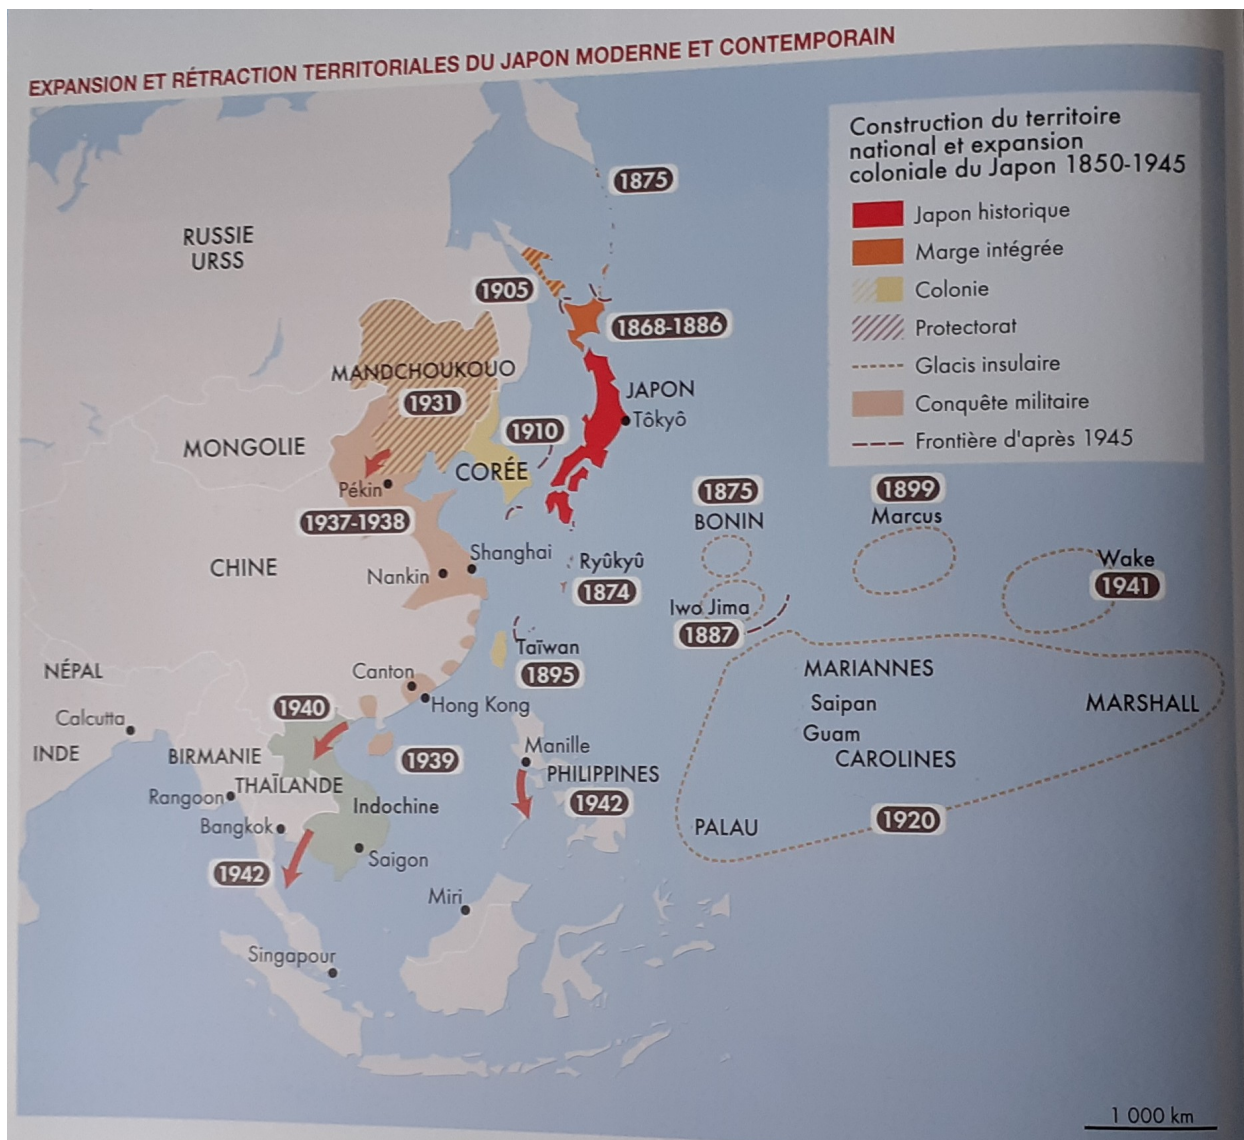 EXPANSION ET RÉTRACTION TERRITORIALES DU JAPON MODERNE ET CONTEMPORAIN
Construction du territoire
national et expansion
coloniale du Japon 1850-1945
Japon historique
Marge intégrée
Colonie
Protectorat
Glacis insulaire
Conquête militaire
Frontière d'après 1945
1875
RUSSIE
URSS
1905
1868-1886
MANDCHOUKOUO
1931
JAPON
Tôkyô
1910
MONGOLIE
CORÉE
Pékin
1937-1938
1875
BONIN
1899
Marcus
CHINE
Shanghai
Nankin
Ryûkyû
1874
Wake
1941
Iwo Jima
1887
Taïwan
1895
NÉPAL
Canton
Hong Kong
MARIANNES
Saipan
Guam
CAROLINES
MARSHALL
1940
Calcutta
INDE
BIRMANIE
1939
Manille
PHILIPPINES
1942
THAÏLANDE
Rangoon
Indochine
Bangkok
PALAU
1920
Saigon
1942
Miri
Singapour
1 000 km